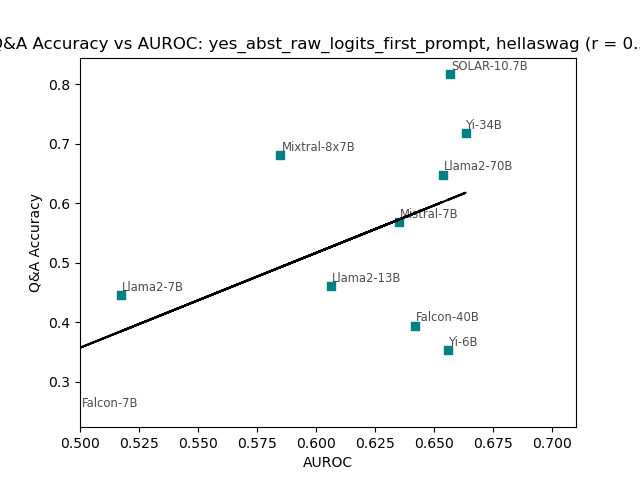 Q&A Accuracy vs AUROC: yes_abst_raw_logits_first_prompt, hellaswag (r = 0.
SOLAR-10.7B
Yi-34B
Mixtral-8x7B
Llama2-70B
Mistral-7B
Llama2-13B
Llama2-7B
Falcon-40B
Yi-6B
Falcon-7B
Q&A Accuracy
0.8
0.7
0.6
0.5
0.4
0.3
0.500 0.525 0.550 0.575 0.600 0.625 0.650 0.675 0.700
AUROC